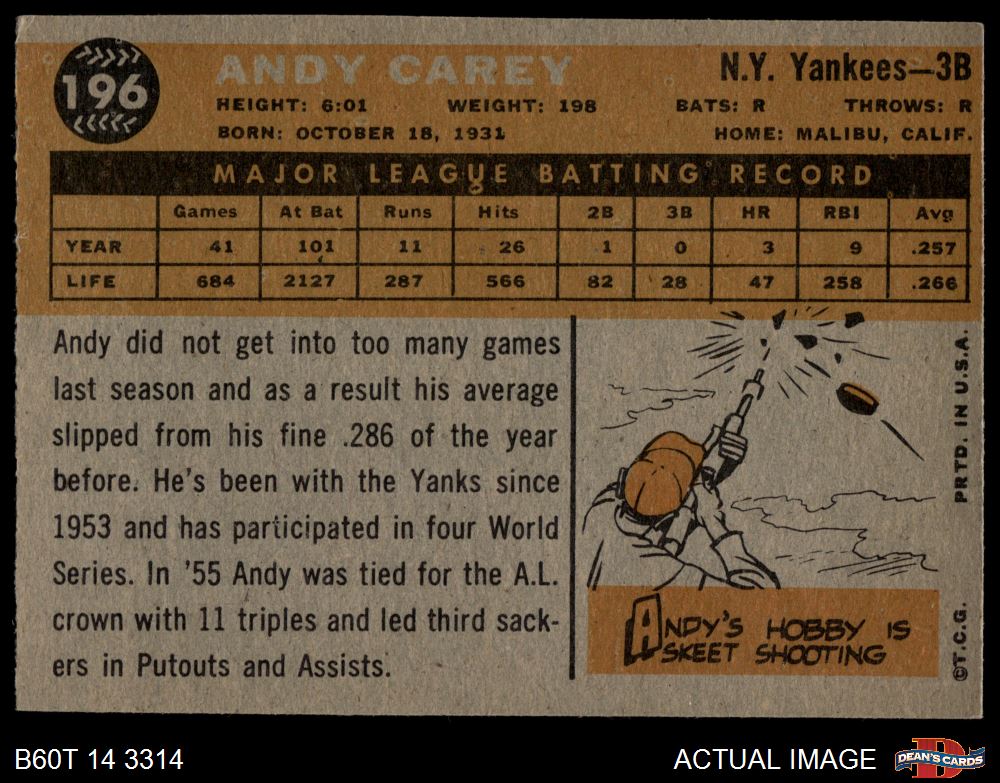 196
ANDY CAREY
N.Y. Yankees—3B
HEIGHT: 6:01 WEIGHT: 198 BATS: R THROWS: R
BORN: OCTOBER 18, 1931 HOME: MALIBU, CALIF.
MAJOR LEAGUE BATTING RECORD
Games At Bat Runs Hits 2B 3B HR RBI Avg
YEAR 41 101 11 26 1 0 3 9 .257
LIFE 684 2127 287 566 82 28 47 258 .266
Andy did not get into too many games
last season and as a result his average
slipped from his fine .286 of the year
before. He's been with the Yanks since
1953 and has participated in four World
Series. In '55 Andy was tied for the A.L.
crown with 11 triples and led third sack-
ers in Putouts and Assists.
ANDY'S HOBBY IS
SKEET SHOOTING
©T.C.G. PRTD. IN U.S.A.
B60T 14 3314
ACTUAL IMAGE
D
DEAN'S CARDS